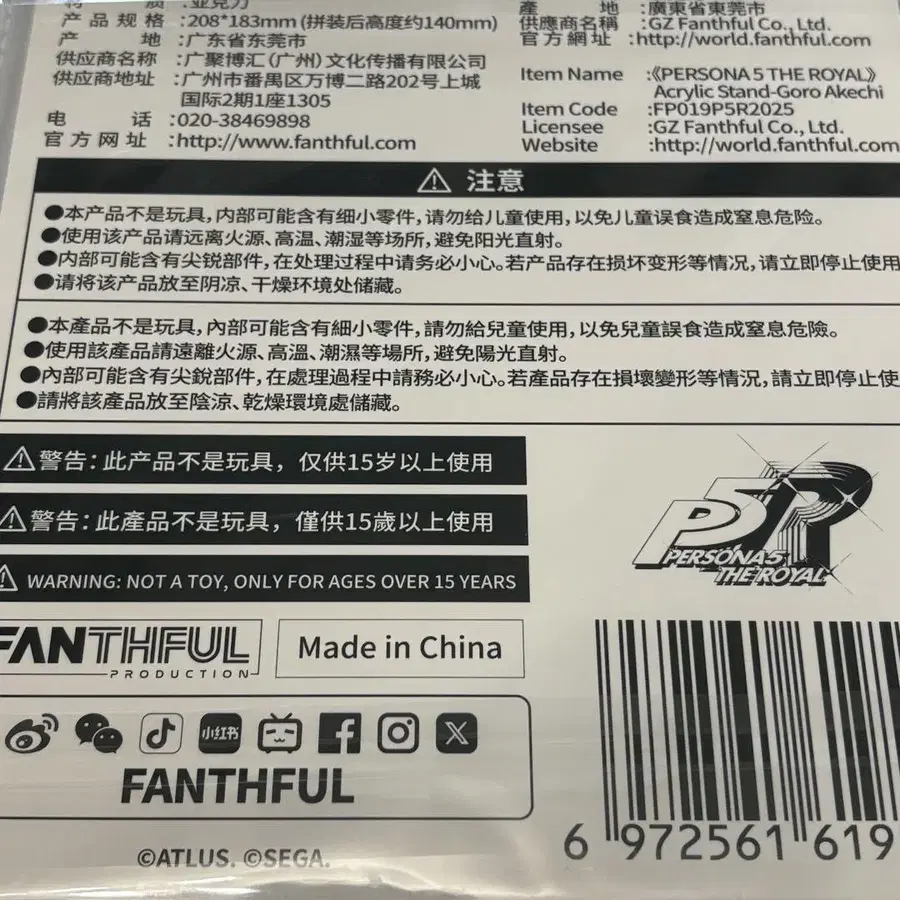 材 质 :亚克力
产 品 规 格 :208*183mm (拼装后高度约140mm)
产 地 :广东省东莞市
供应商名称 :广聚博汇(广州)文化传播有限公司
供应商地址 :广州市番禺区万博二路202号上城
国际2期1座1305
电 话 :020-38469898
官 方 网 址 :http://www.fanthful.com
產 地 :廣東省東莞市
供應商名稱 :GZ Fanthful Co., Ltd.
官 方 網 址 :http://world.fanthful.com
Item Name :《PERSONA 5 THE ROYAL》
Acrylic Stand-Goro Akechi
Item Code :FP019P5R2025
Licensee :GZ Fanthful Co., Ltd.
Website :http://world.fanthful.com
注意
●本产品不是玩具,内部可能含有细小零件,请勿给儿童使用,以免儿童误食造成窒息危险。
●使用该产品请远离火源、高温、潮湿等场所,避免阳光直射。
●内部可能含有尖锐部件,在处理过程中请务必小心。若产品存在损坏变形等情况,请立即停止使用
●请将该产品放至阴凉、干燥环境处储藏。
●本產品不是玩具,內部可能含有細小零件,請勿給兒童使用,以免兒童誤食造成窒息危險。
●使用該產品請遠離火源、高溫、潮濕等場所,避免陽光直射。
●內部可能含有尖銳部件,在處理過程中請務必小心。若產品存在損壞變形等情況,請立即停止使
●請將該產品放至陰涼、乾燥環境處儲藏。
警告:此产品不是玩具,仅供15岁以上使用
警告:此產品不是玩具,僅供15歲以上使用
WARNING: NOT A TOY, ONLY FOR AGES OVER 15 YEARS
P5R
PERSONA5
THE ROYAL
FANTHFUL
PRODUCTION
Made in China
小红书
FANTHFUL
6 972561 619
©ATLUS. ©SEGA.